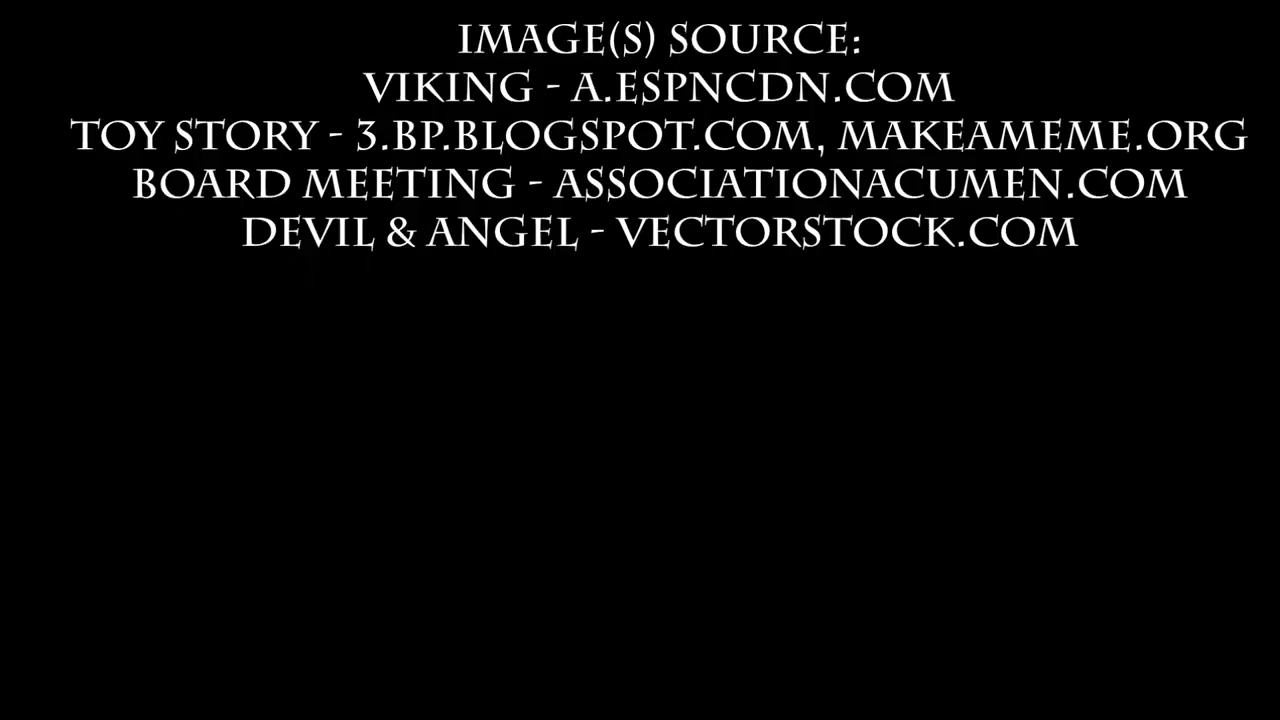 IMAGE(S) SOURCE:
VIKING - A.ESPNCDN.COM
TOY STORY - 3.BP.BLOGSPOT.COM, MAKEAMEME.ORG
BOARD MEETING - ASSOCIATIONACUMEN.COM
DEVIL & ANGEL - VECTORSTOCK.COM